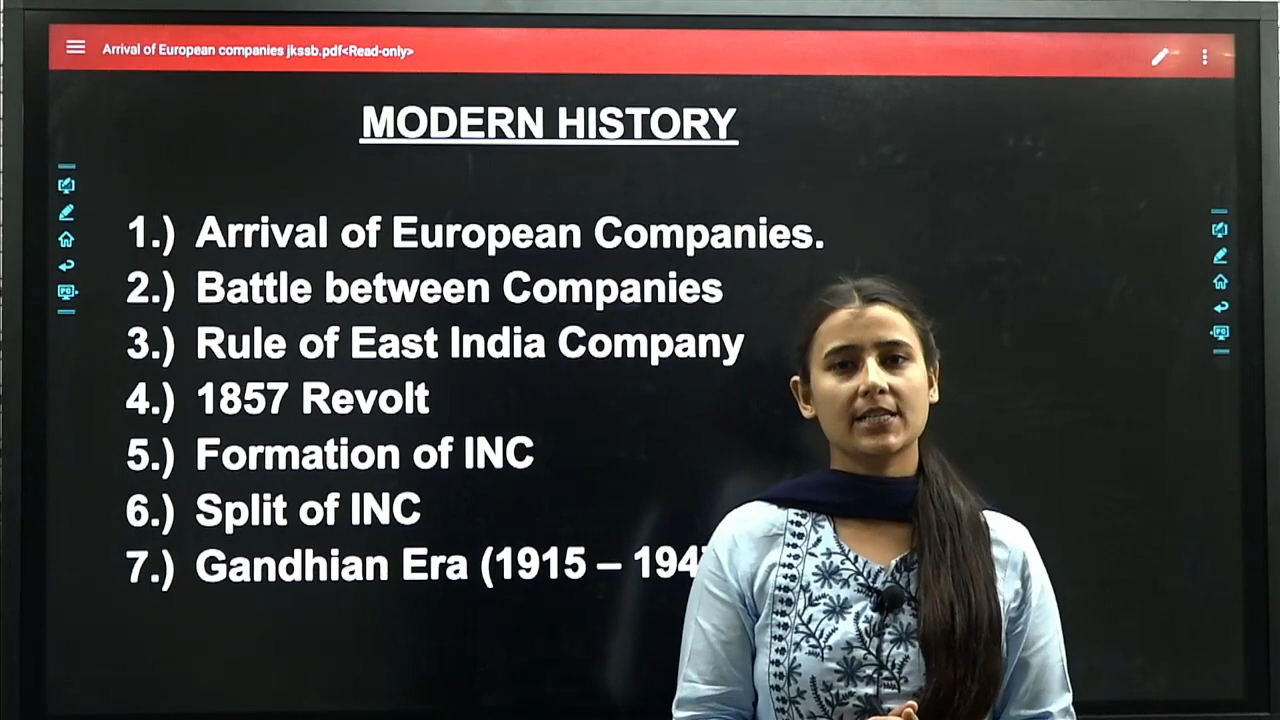 Arrival of European companies jkssb.pdf<Read-only>
MODERN HISTORY
1.) Arrival of European Companies.
2.) Battle between Companies
3.) Rule of East India Company
4.) 1857 Revolt
5.) Formation of INC
6.) Split of INC
7.) Gandhian Era (1915 –